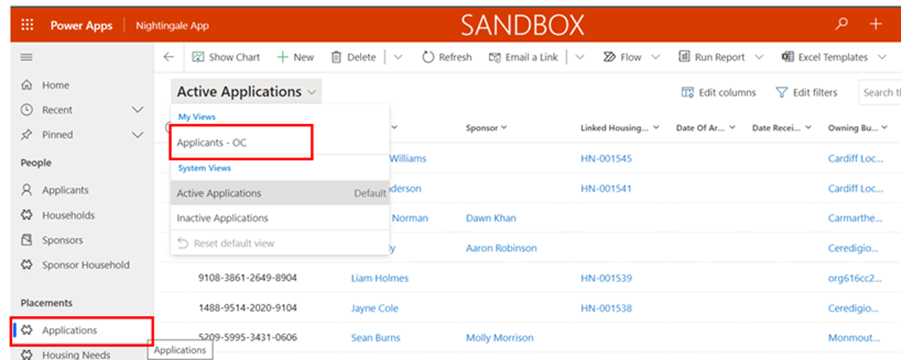 Power Apps Nightingale App SANDBOX
Show Chart New Delete Refresh Email a Link Flow Run Report Excel Templates
Home
Recent
Pinned
People
Applicants
Households
Sponsors
Sponsor Household
Placements
Applications
Housing Needs
Applications
Active Applications
Edit columns Edit filters Search
My Views
Applicants - OC
System Views
Active Applications Default
Inactive Applications
Reset default view
Sponsor Linked Housing... Date Of Ar... Date Recei... Owning Bu...
Williams HN-001545 Cardiff Loc...
HN-001541 Cardiff Loc...
Norman Dawn Khan Carmarthe...
Aaron Robinson Ceredigio...
9108-3861-2649-8904 Liam Holmes HN-001539 org616cc2...
1488-9514-2020-9104 Jayne Cole HN-001538 Ceredigio...
5209-5995-3431-0606 Sean Burns Molly Morrison Monmout...